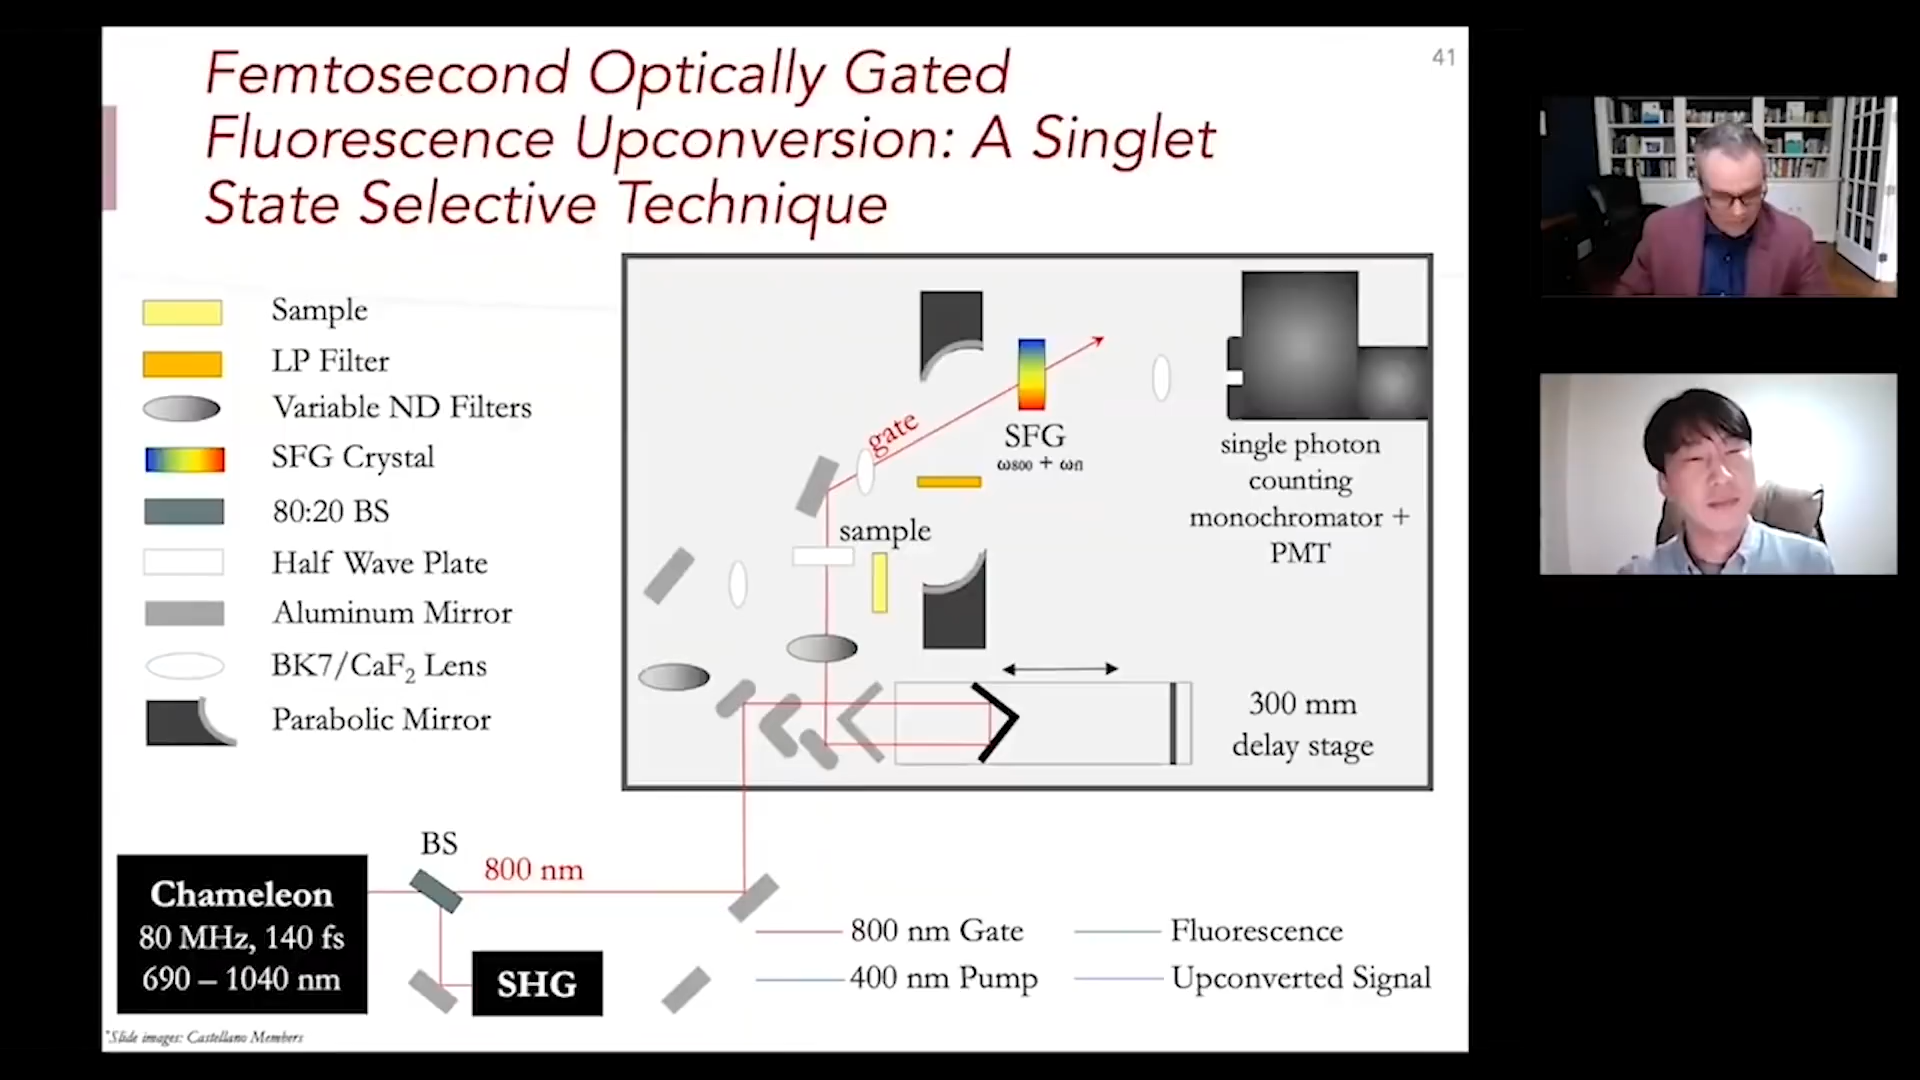 Femtosecond Optically Gated
Fluorescence Upconversion: A Singlet
State Selective Technique
41
Sample
LP Filter
Variable ND Filters
SFG Crystal
80:20 BS
Half Wave Plate
Aluminum Mirror
BK7/CaF₂ Lens
Parabolic Mirror
gate
SFG
ω800 + ωfl
sample
single photon
counting
monochromator +
PMT
300 mm
delay stage
BS
800 nm
Chameleon
80 MHz, 140 fs
690 – 1040 nm
SHG
800 nm Gate
400 nm Pump
Fluorescence
Upconverted Signal
*Slide images: Castellano Members